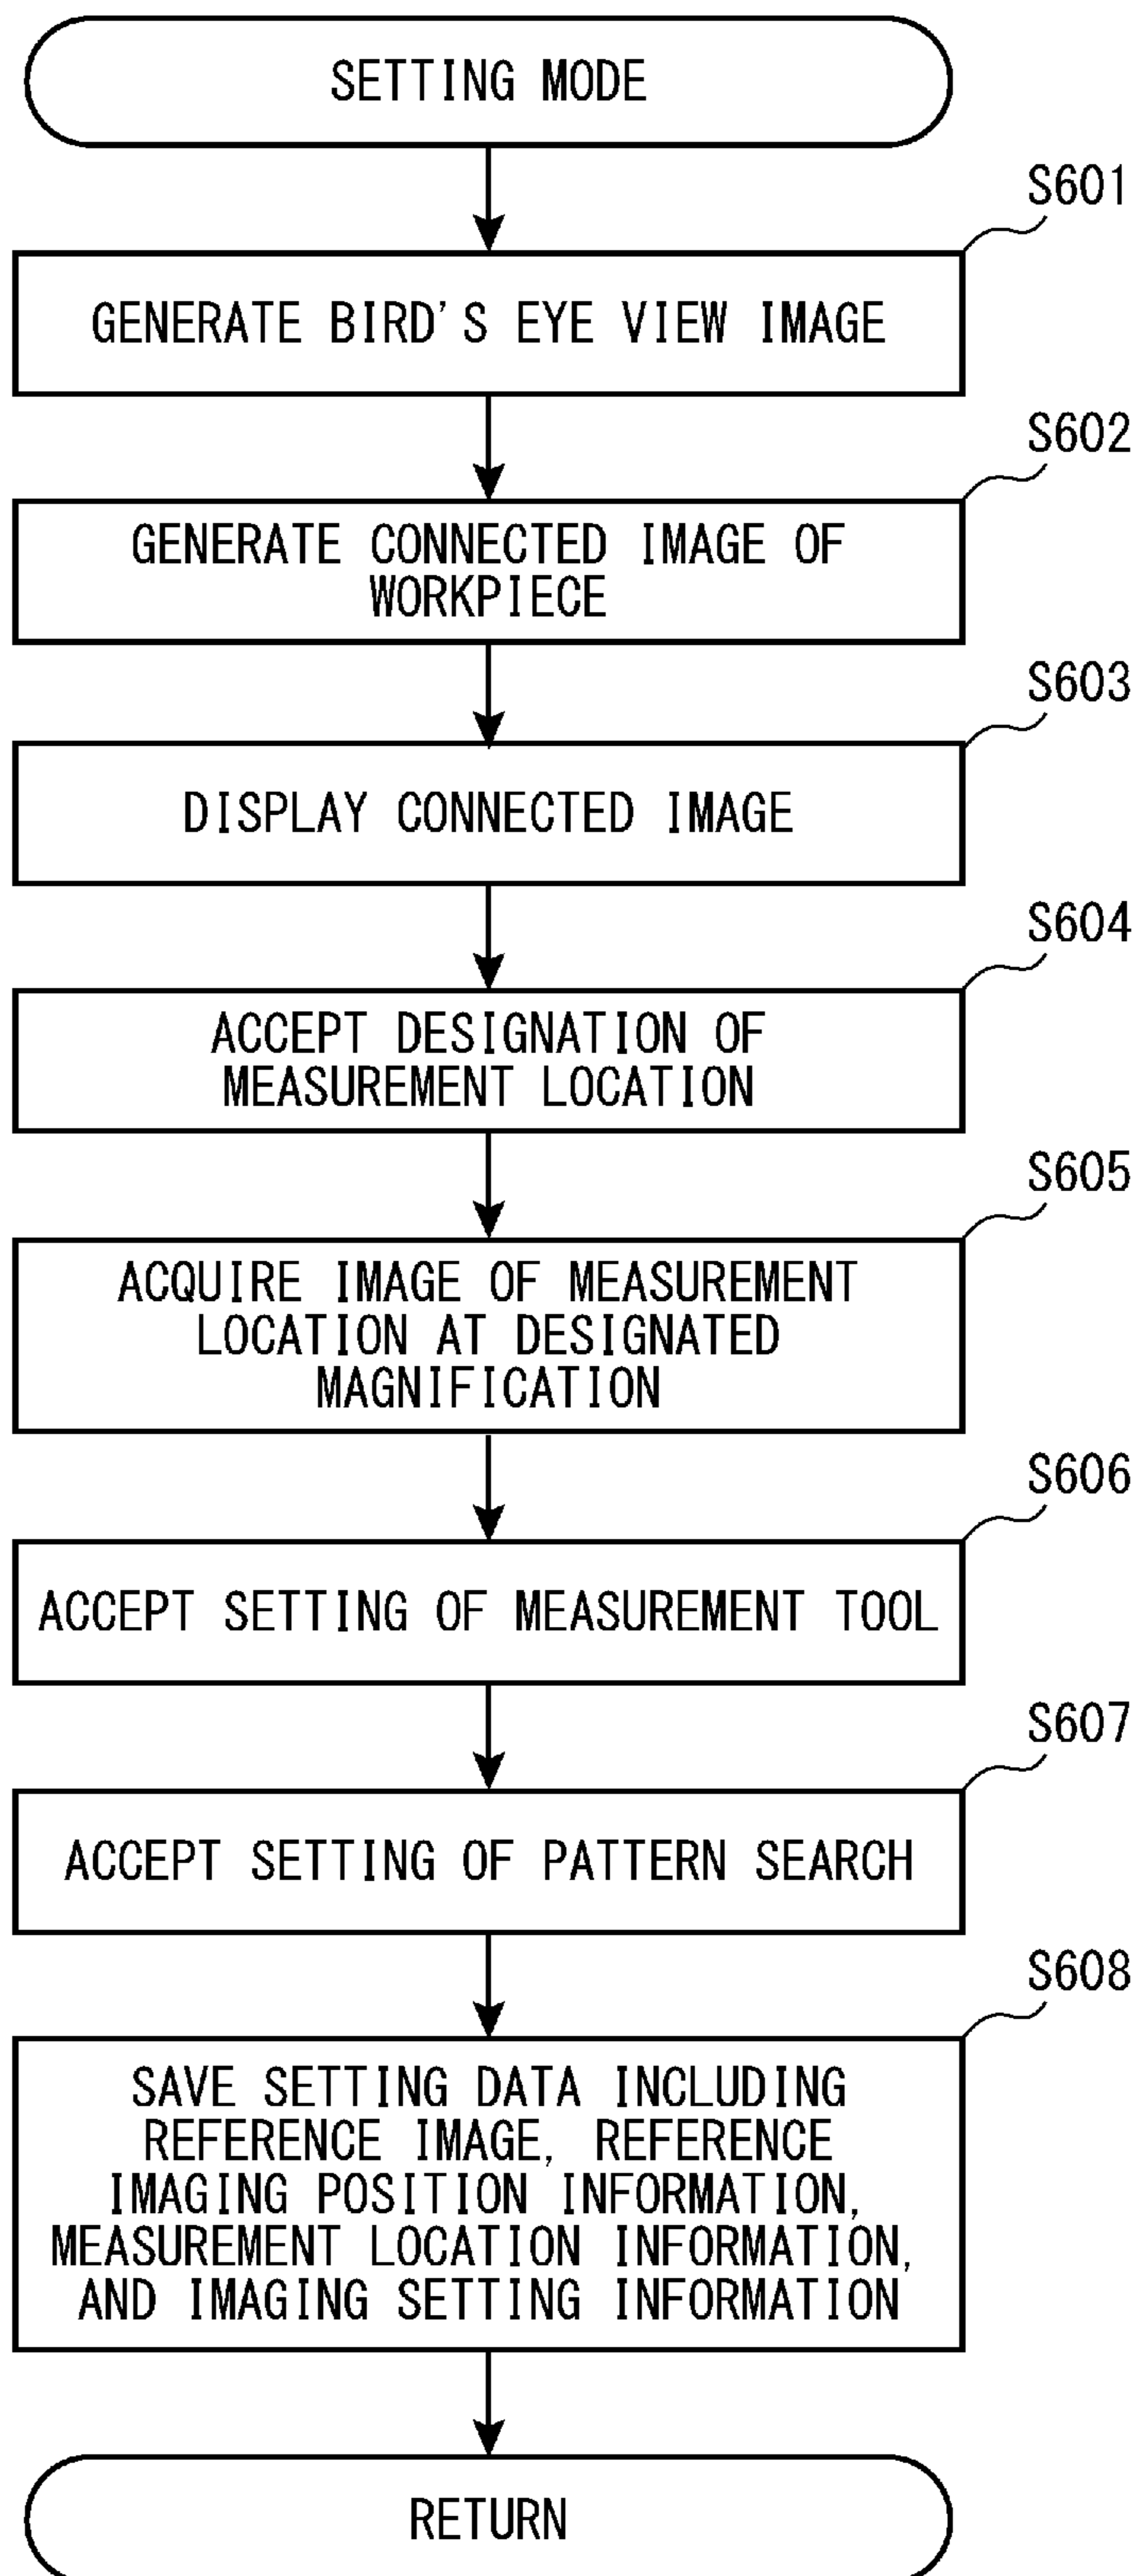 SETTING MODE
S601
GENERATE BIRD'S EYE VIEW IMAGE
S602
GENERATE CONNECTED IMAGE OF
WORKPIECE
S603
DISPLAY CONNECTED IMAGE
S604
ACCEPT DESIGNATION OF
MEASUREMENT LOCATION
S605
ACQUIRE IMAGE OF MEASUREMENT
LOCATION AT DESIGNATED
MAGNIFICATION
S606
ACCEPT SETTING OF MEASUREMENT TOOL
S607
ACCEPT SETTING OF PATTERN SEARCH
S608
SAVE SETTING DATA INCLUDING
REFERENCE IMAGE, REFERENCE
IMAGING POSITION INFORMATION,
MEASUREMENT LOCATION INFORMATION,
AND IMAGING SETTING INFORMATION
RETURN